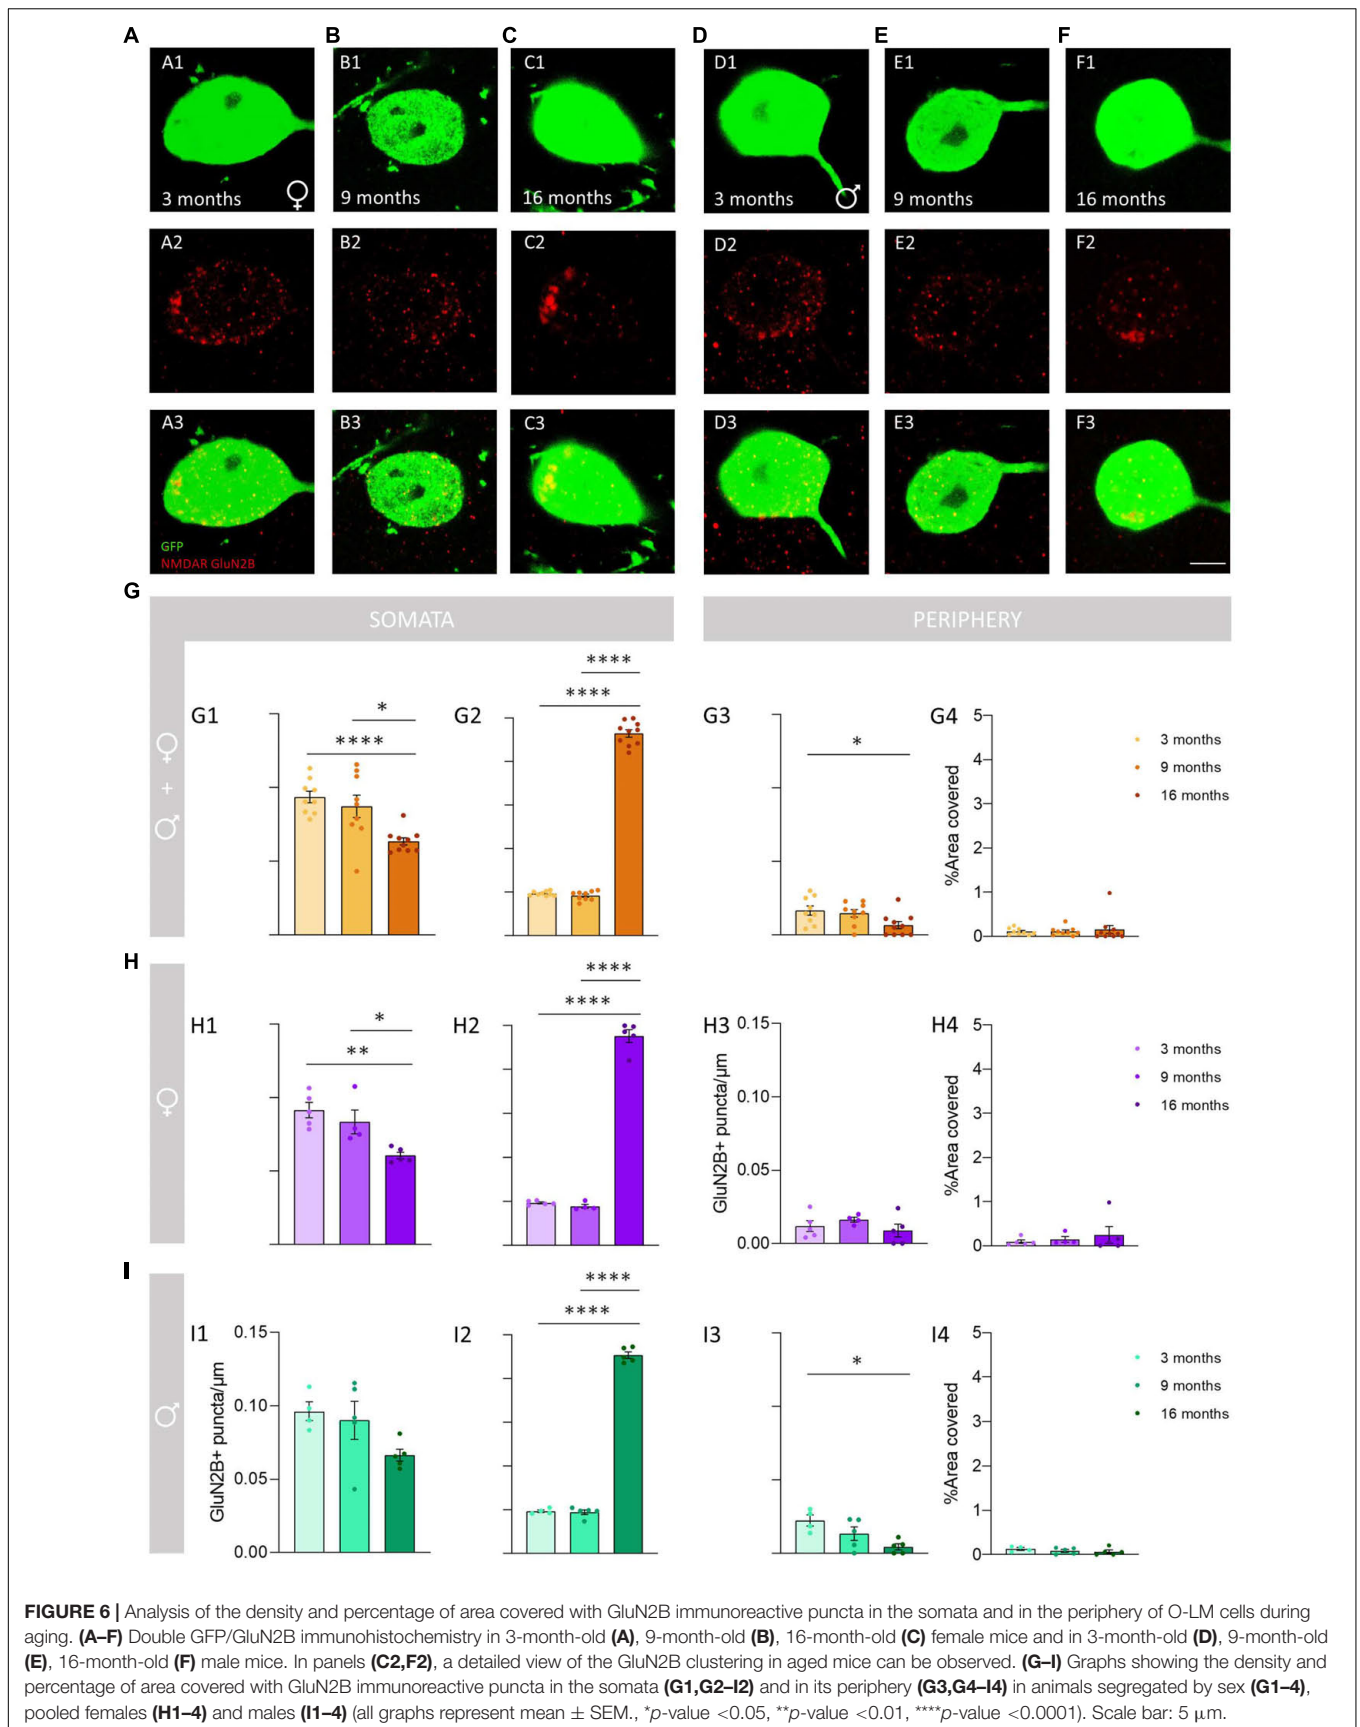 A B C D E F
A1 B1 C1 D1 E1 F1
3 months ♀ 9 months 16 months 3 months ♂ 9 months 16 months
A2 B2 C2 D2 E2 F2
A3 B3 C3 D3 E3 F3
GFP
NMDAR GluN2B
G
SOMATA PERIPHERY
♀
+
♂
G1
*
****
G2
****
****
G3
*
G4
%Area covered
5
4
3
2
1
0
3 months
9 months
16 months
H
♀
H1
*
**
H2
****
****
H3
GluN2B+ puncta/µm
0.15
0.10
0.05
0.00
H4
%Area covered
5
4
3
2
1
0
3 months
9 months
16 months
I
♂
I1
GluN2B+ puncta/µm
0.15
0.10
0.05
0.00
I2
****
****
I3
*
I4
%Area covered
5
4
3
2
1
0
3 months
9 months
16 months
FIGURE 6 | Analysis of the density and percentage of area covered with GluN2B immunoreactive puncta in the somata and in the periphery of O-LM cells during
aging. (A–F) Double GFP/GluN2B immunohistochemistry in 3-month-old (A), 9-month-old (B), 16-month-old (C) female mice and in 3-month-old (D), 9-month-old
(E), 16-month-old (F) male mice. In panels (C2,F2), a detailed view of the GluN2B clustering in aged mice can be observed. (G–I) Graphs showing the density and
percentage of area covered with GluN2B immunoreactive puncta in the somata (G1,G2–I2) and in its periphery (G3,G4–I4) in animals segregated by sex (G1–4),
pooled females (H1–4) and males (I1–4) (all graphs represent mean ± SEM., *p-value <0.05, **p-value <0.01, ****p-value <0.0001). Scale bar: 5 µm.